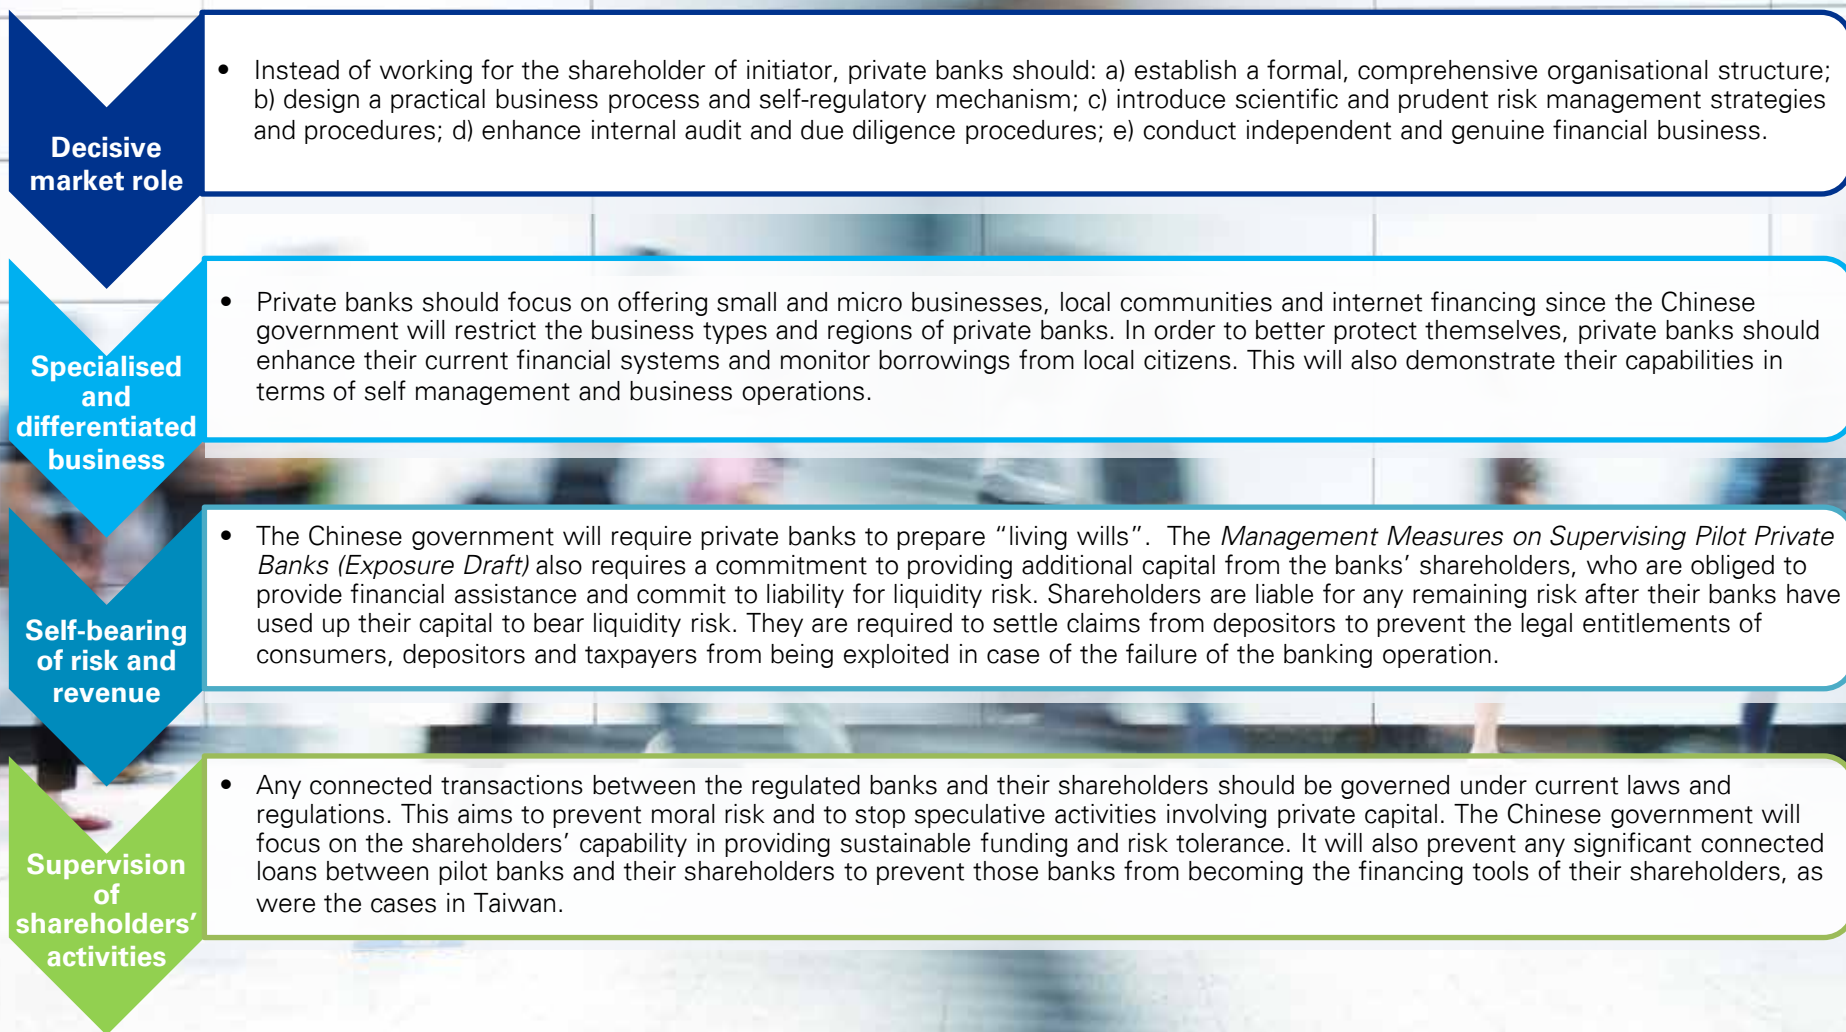 Decisive
market role
• Instead of working for the shareholder of initiator, private banks should: a) establish a formal, comprehensive organisational structure;
b) design a practical business process and self-regulatory mechanism; c) introduce scientific and prudent risk management strategies
and procedures; d) enhance internal audit and due diligence procedures; e) conduct independent and genuine financial business.
Specialised
and
differentiated
business
• Private banks should focus on offering small and micro businesses, local communities and internet financing since the Chinese
government will restrict the business types and regions of private banks. In order to better protect themselves, private banks should
enhance their current financial systems and monitor borrowings from local citizens. This will also demonstrate their capabilities in
terms of self management and business operations.
Self-bearing
of risk and
revenue
• The Chinese government will require private banks to prepare “living wills”. The Management Measures on Supervising Pilot Private
Banks (Exposure Draft) also requires a commitment to providing additional capital from the banks’ shareholders, who are obliged to
provide financial assistance and commit to liability for liquidity risk. Shareholders are liable for any remaining risk after their banks have
used up their capital to bear liquidity risk. They are required to settle claims from depositors to prevent the legal entitlements of
consumers, depositors and taxpayers from being exploited in case of the failure of the banking operation.
Supervision
of
shareholders’
activities
• Any connected transactions between the regulated banks and their shareholders should be governed under current laws and
regulations. This aims to prevent moral risk and to stop speculative activities involving private capital. The Chinese government will
focus on the shareholders’ capability in providing sustainable funding and risk tolerance. It will also prevent any significant connected
loans between pilot banks and their shareholders to prevent those banks from becoming the financing tools of their shareholders, as
were the cases in Taiwan.